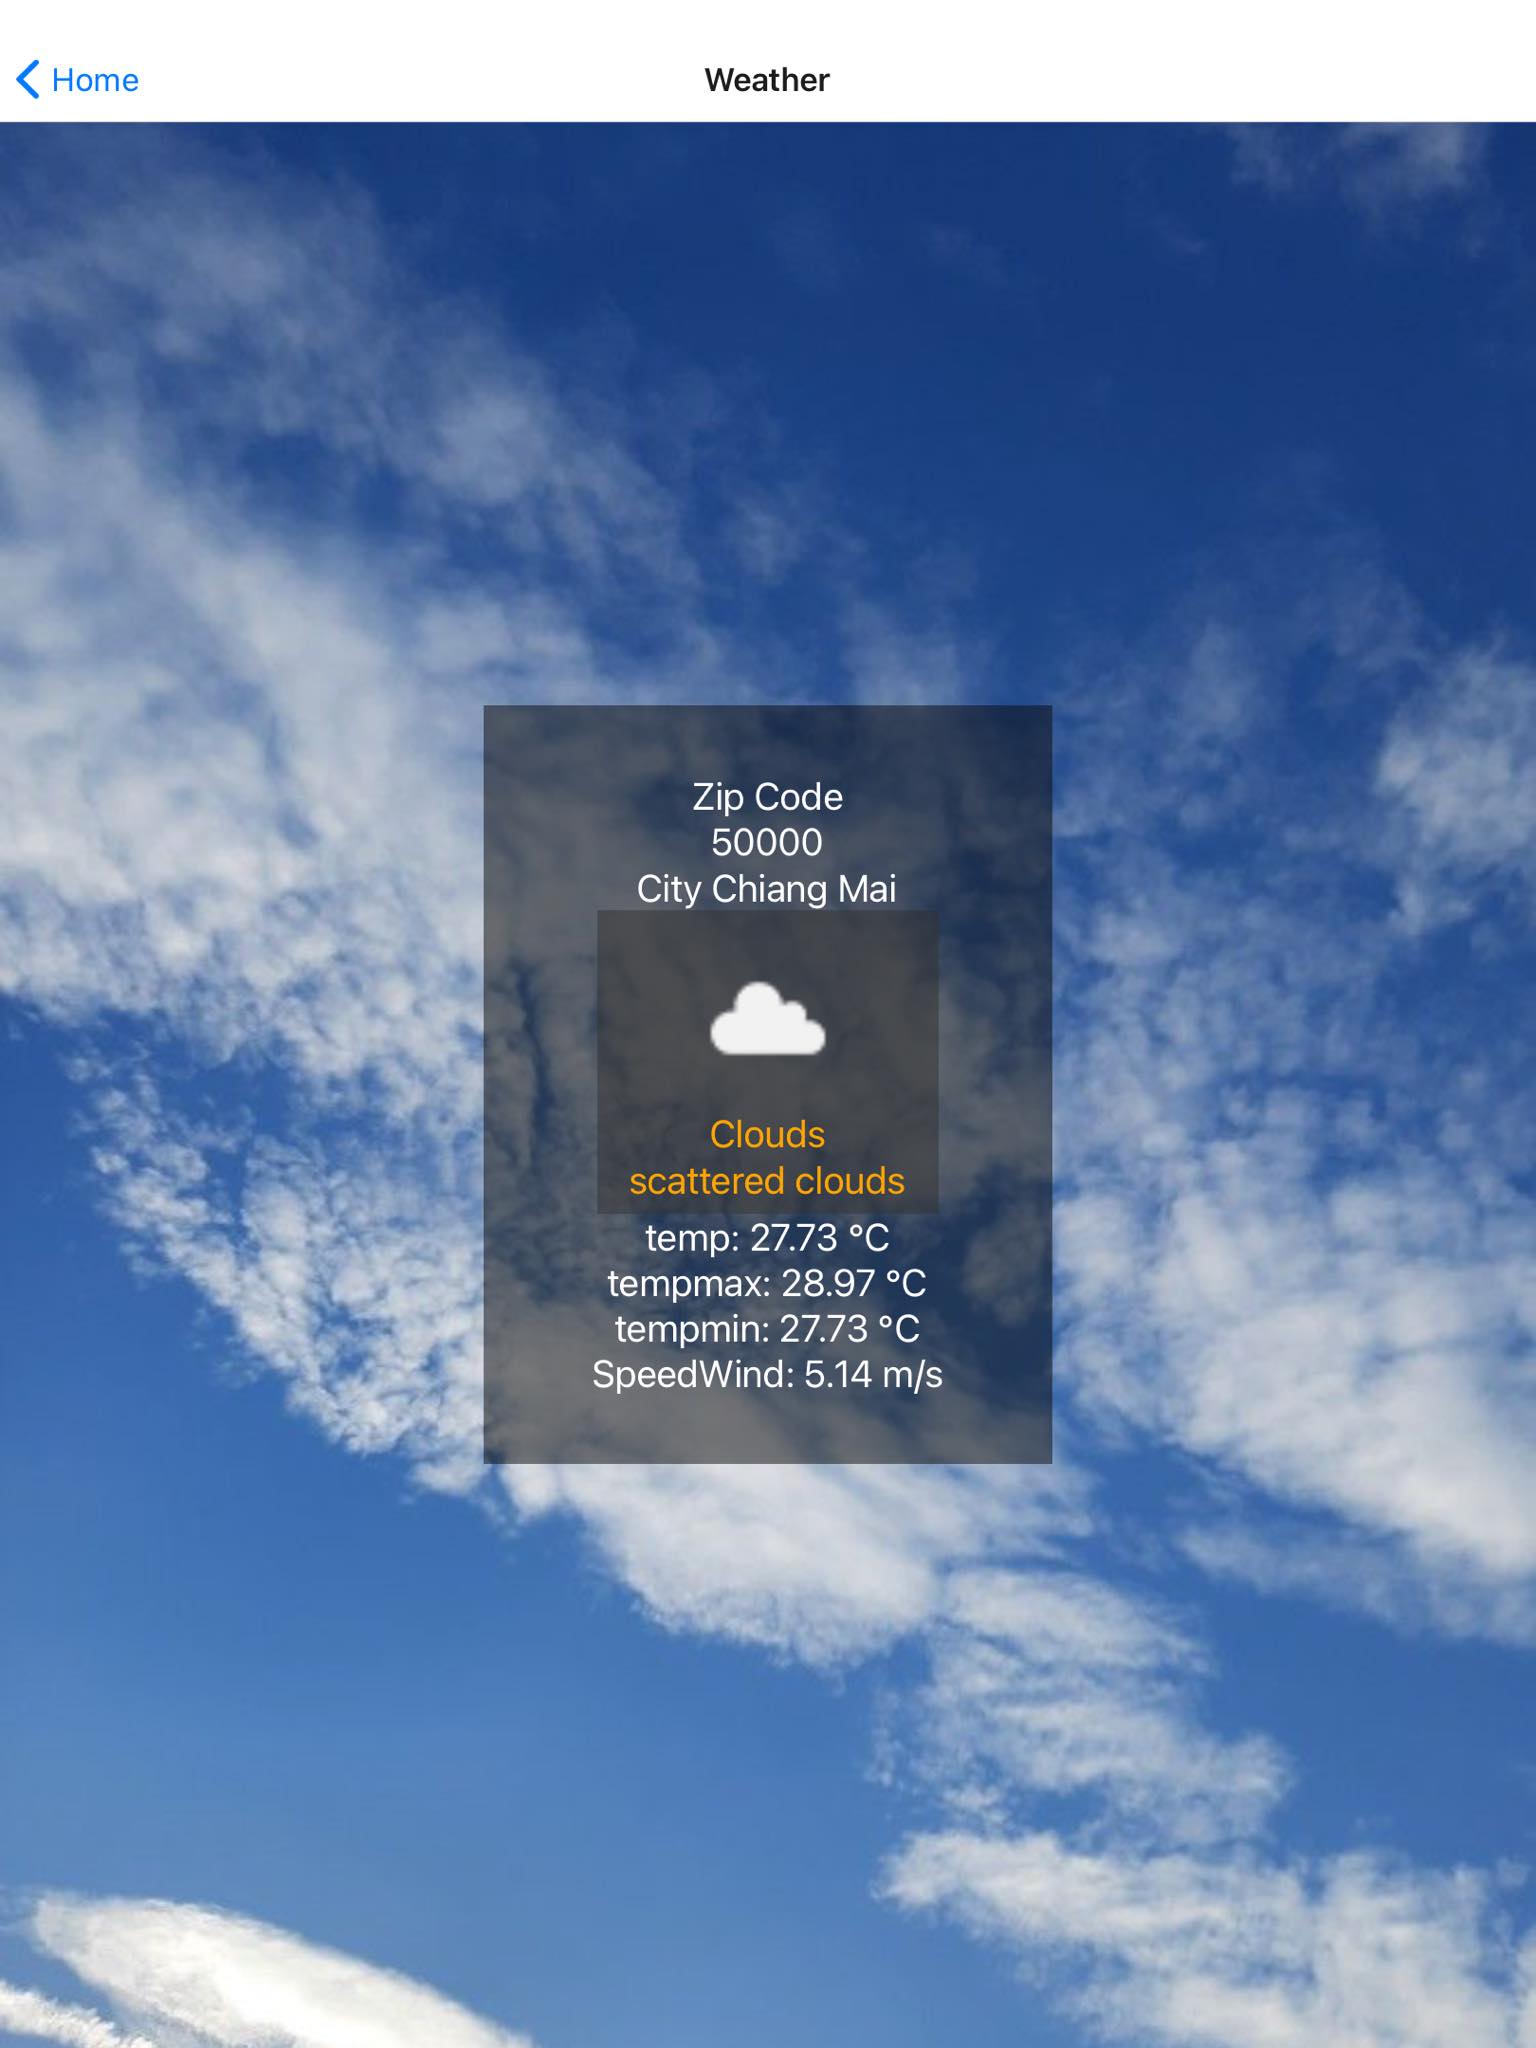 Home
Weather
Zip Code
50000
City Chiang Mai
Clouds
scattered clouds
temp: 27.73 °C
tempmax: 28.97 °C
tempmin: 27.73 °C
SpeedWind: 5.14 m/s